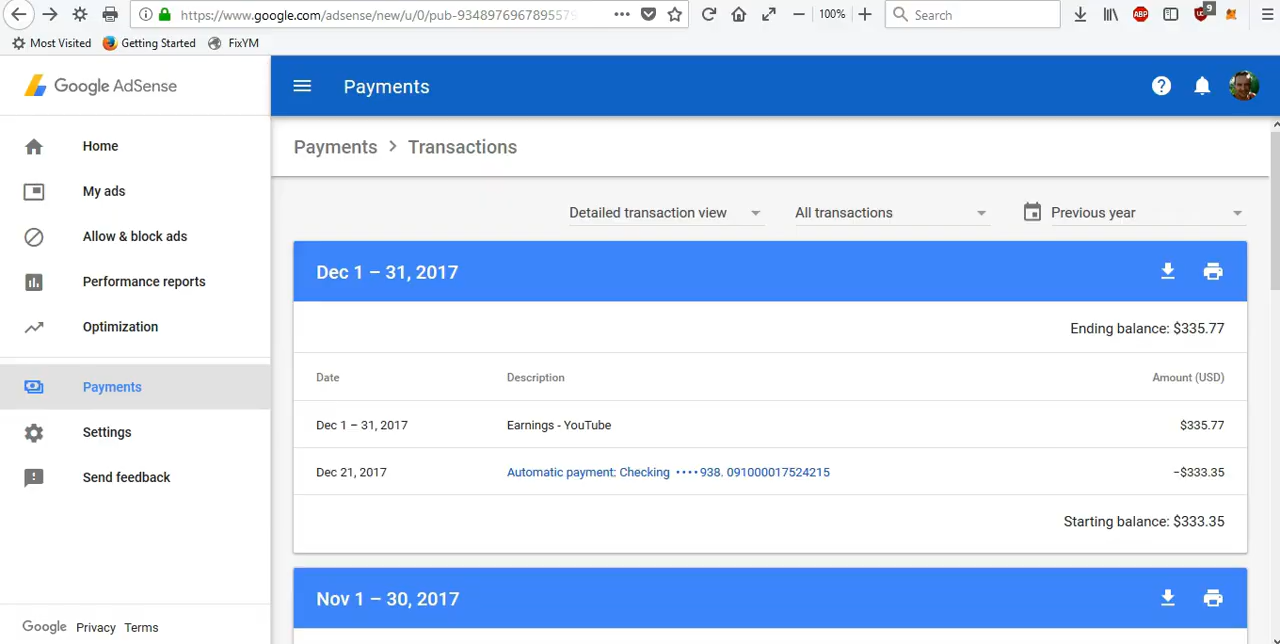 https://www.google.com/adsense/new/u/0/pub-9348976967895579
100%
Search
ABP
9
Most Visited
Getting Started
FixYM
Google AdSense
Payments
Home
My ads
Allow & block ads
Performance reports
Optimization
Payments
Settings
Send feedback
Google Privacy Terms
Payments > Transactions
Detailed transaction view
All transactions
Previous year
Dec 1 – 31, 2017
Ending balance: $335.77
Date Description Amount (USD)
Dec 1 – 31, 2017 Earnings - YouTube $335.77
Dec 21, 2017 Automatic payment: Checking ••••938. 091000017524215 −$333.35
Starting balance: $333.35
Nov 1 – 30, 2017